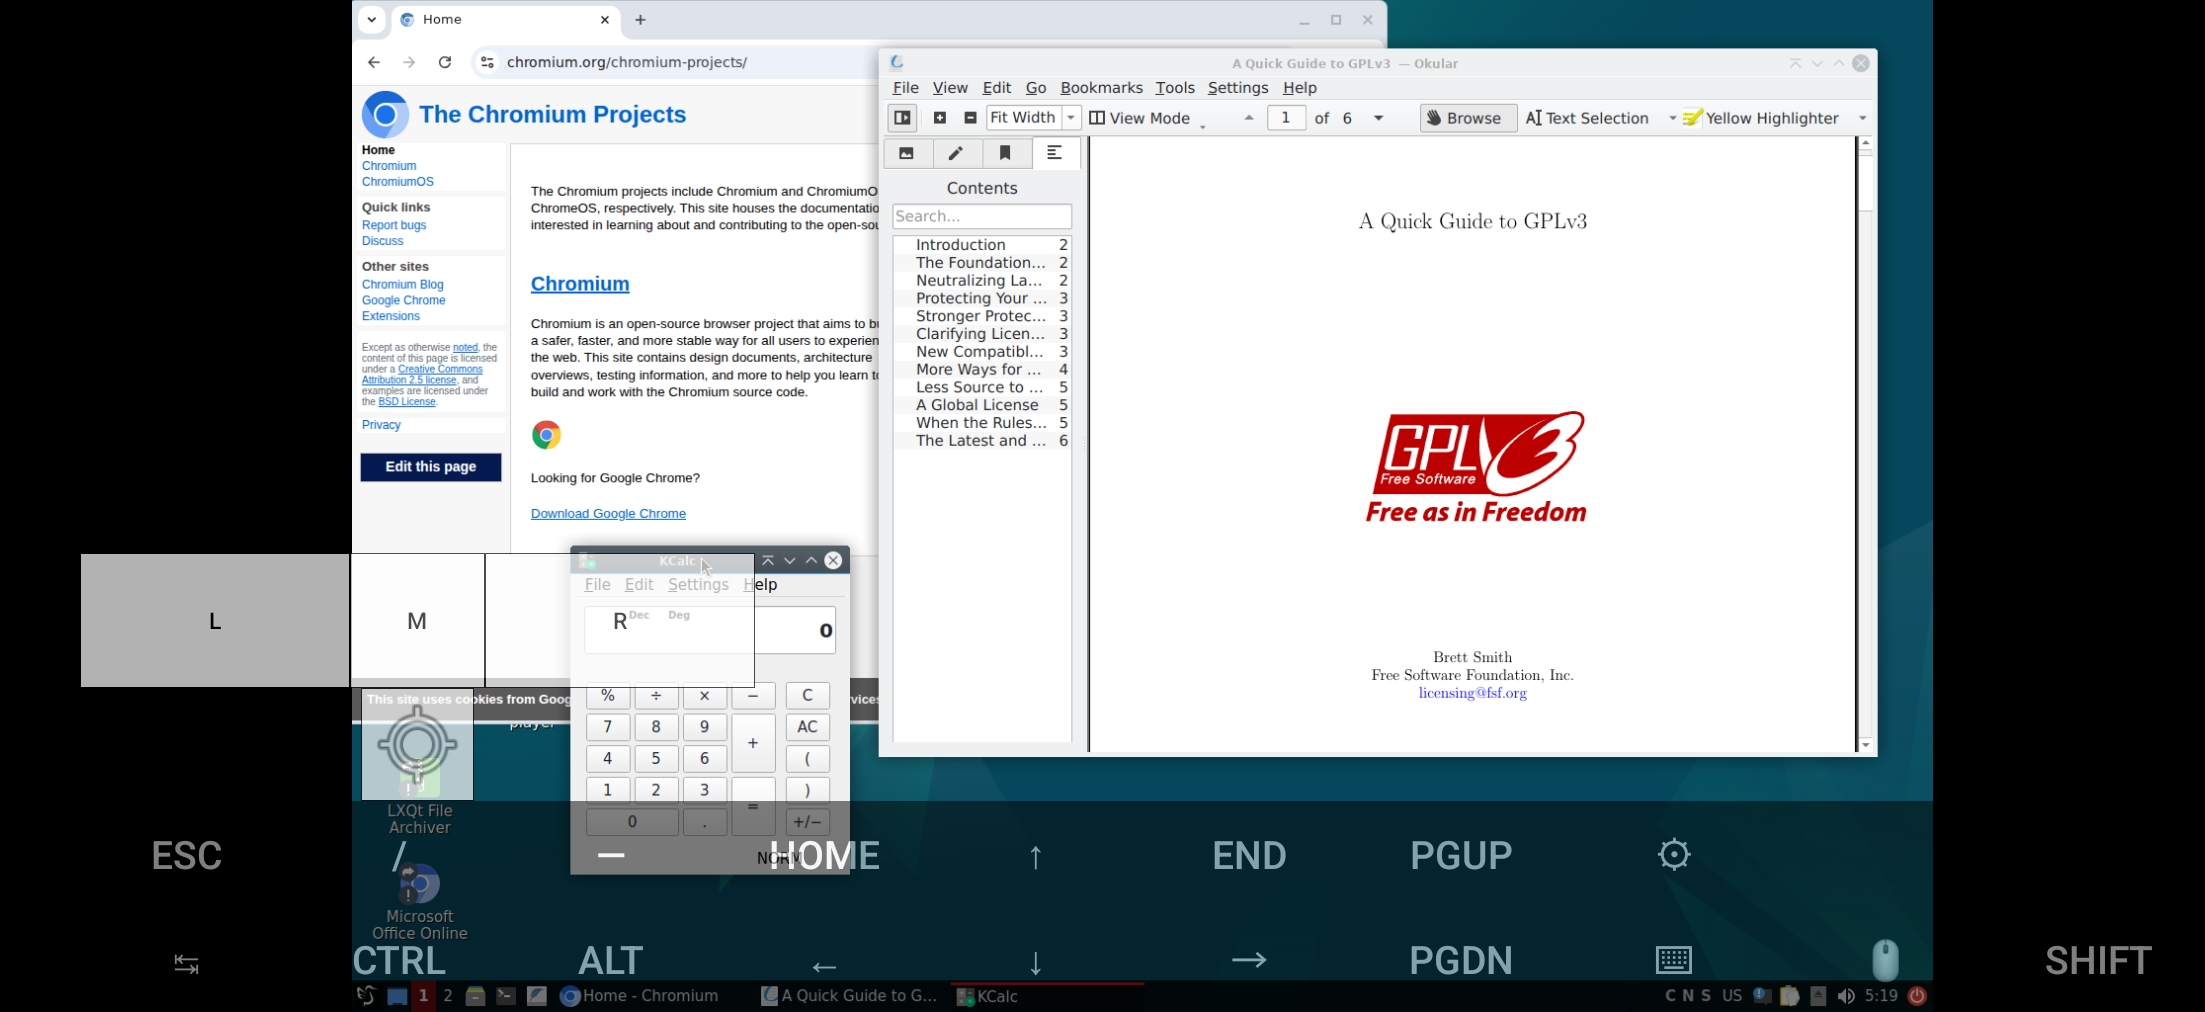 Home
chromium.org/chromium-projects/
The Chromium Projects
Home
Chromium
ChromiumOS
Quick links
Report bugs
Discuss
Other sites
Chromium Blog
Google Chrome
Extensions
Except as otherwise noted, the
content of this page is licensed
under a Creative Commons
Attribution 2.5 license, and
examples are licensed under
the BSD License.
Privacy
Edit this page
The Chromium projects include Chromium and ChromiumO
ChromeOS, respectively. This site houses the documentatio
interested in learning about and contributing to the open-sou
Chromium
Chromium is an open-source browser project that aims to bu
a safer, faster, and more stable way for all users to experien
the web. This site contains design documents, architecture
overviews, testing information, and more to help you learn to
build and work with the Chromium source code.
Looking for Google Chrome?
Download Google Chrome
This site uses cookies from Goog
vices
player
A Quick Guide to GPLv3 — Okular
File View Edit Go Bookmarks Tools Settings Help
Fit Width View Mode 1 of 6 Browse Text Selection Yellow Highlighter
Contents
Search...
Introduction 2
The Foundation... 2
Neutralizing La... 2
Protecting Your ... 3
Stronger Protec... 3
Clarifying Licen... 3
New Compatibl... 3
More Ways for ... 4
Less Source to ... 5
A Global License 5
When the Rules... 5
The Latest and ... 6
A Quick Guide to GPLv3
GPLv3
Free Software
Free as in Freedom
Brett Smith
Free Software Foundation, Inc.
licensing@fsf.org
L M R
KCalc
File Edit Settings Help
Dec Deg
0
% ÷ × − C
7 8 9 + AC
4 5 6 (
1 2 3 = )
0 . +/−
NORM
LXQt File
Archiver
Microsoft
Office Online
ESC / — HOME ↑ END PGUP
↹ CTRL ALT ← ↓ → PGDN SHIFT
1 2 Home - Chromium A Quick Guide to G... KCalc C N S US 5:19